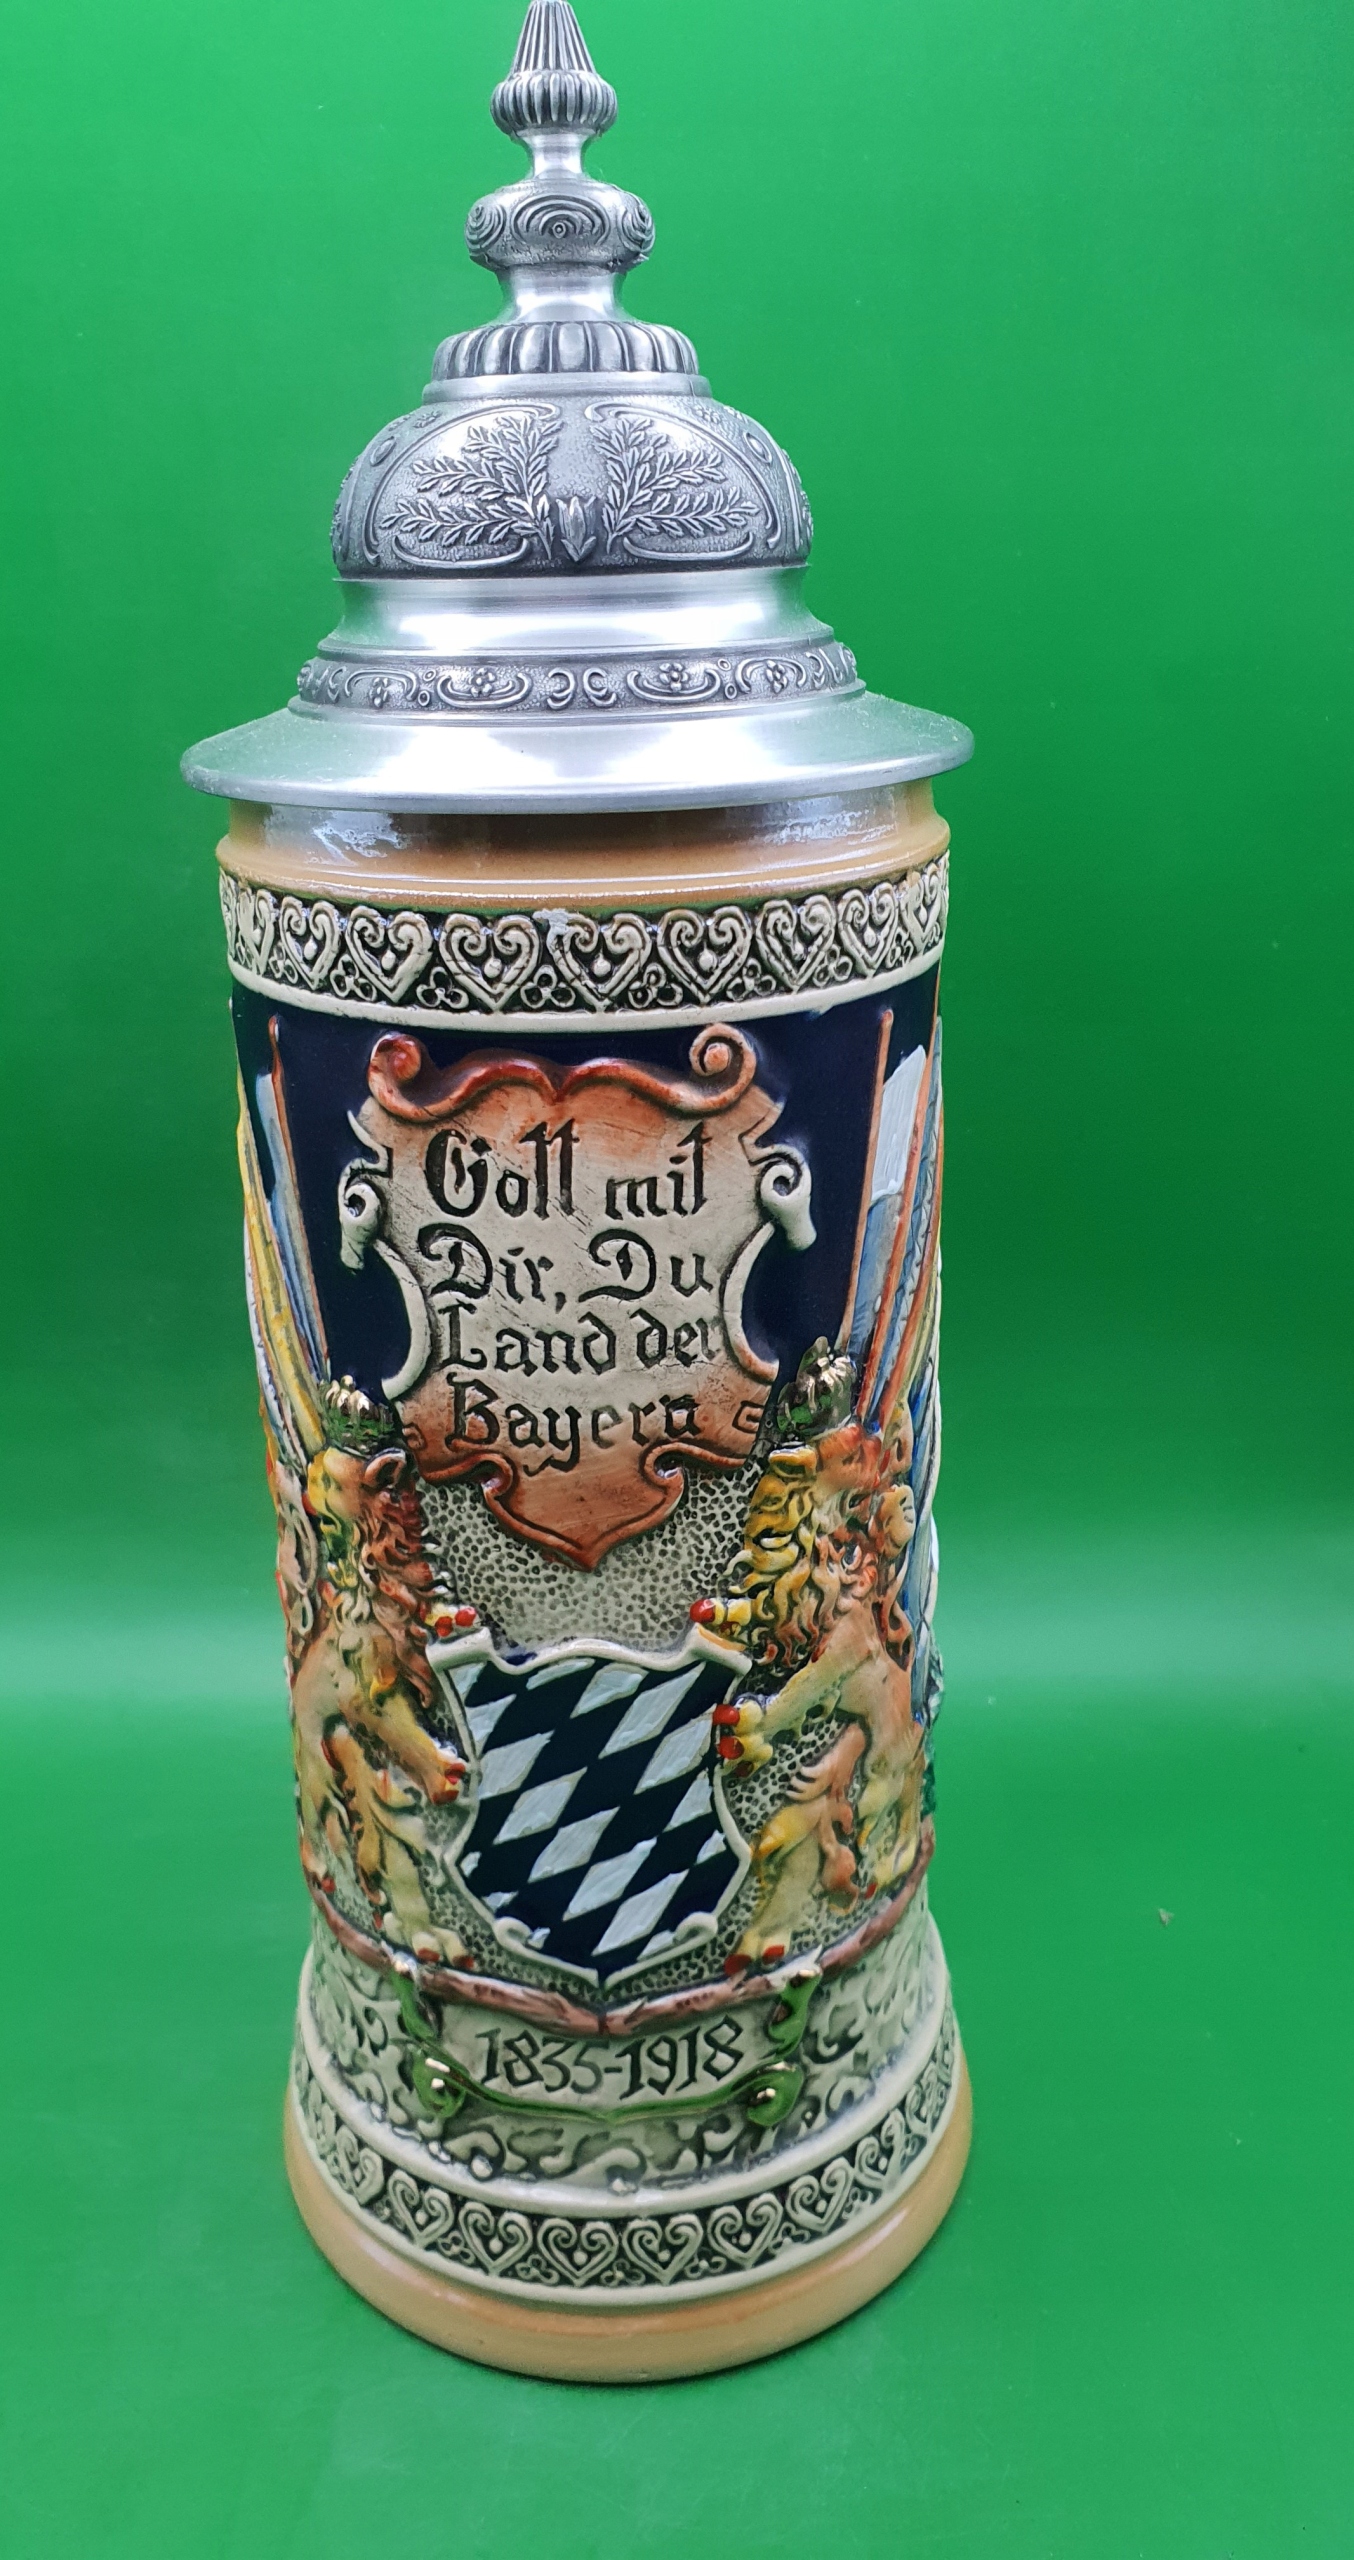 Gott mit
Dir, Du
Land der
Bayern
1835-1918